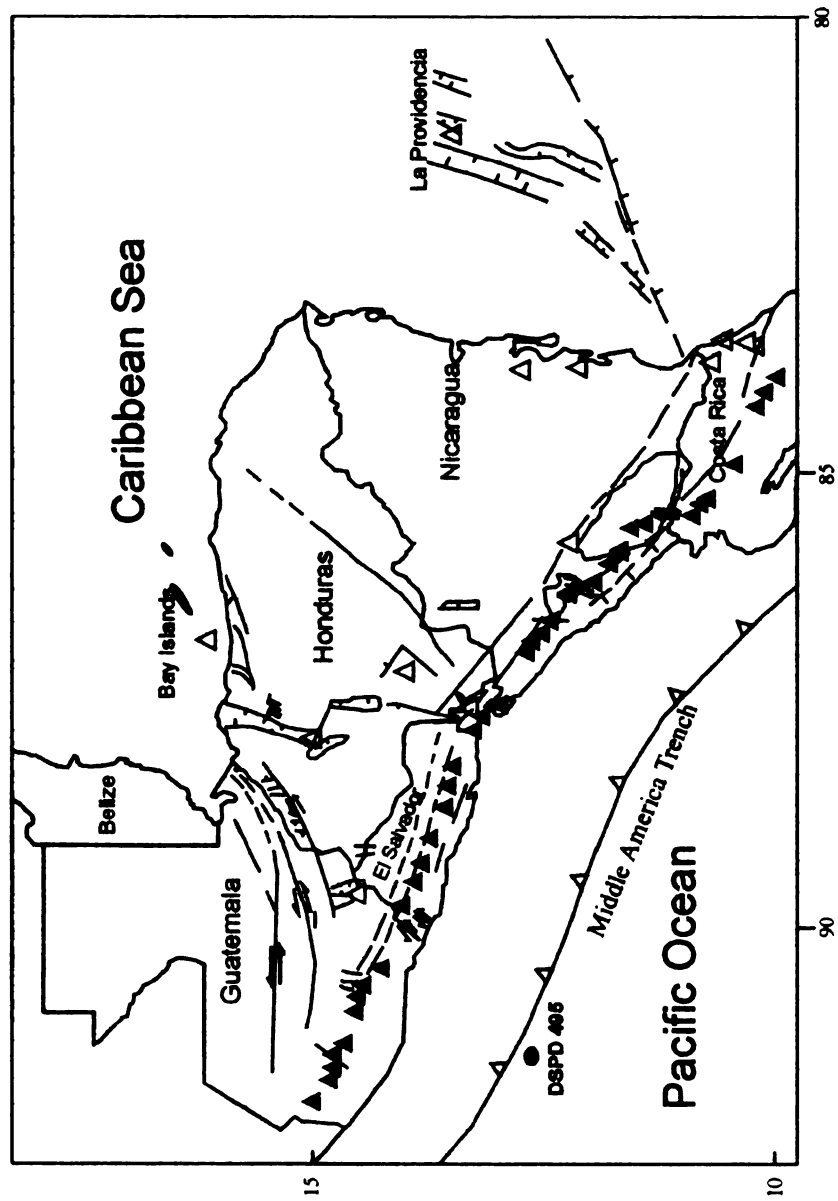 Caribbean Sea
La Providencia
Bay Islands
Belize
Guatemala
Honduras
Nicaragua
El Salvador
Costa Rica
Middle America Trench
Pacific Ocean
DSPD 495
15
10
90
85
80